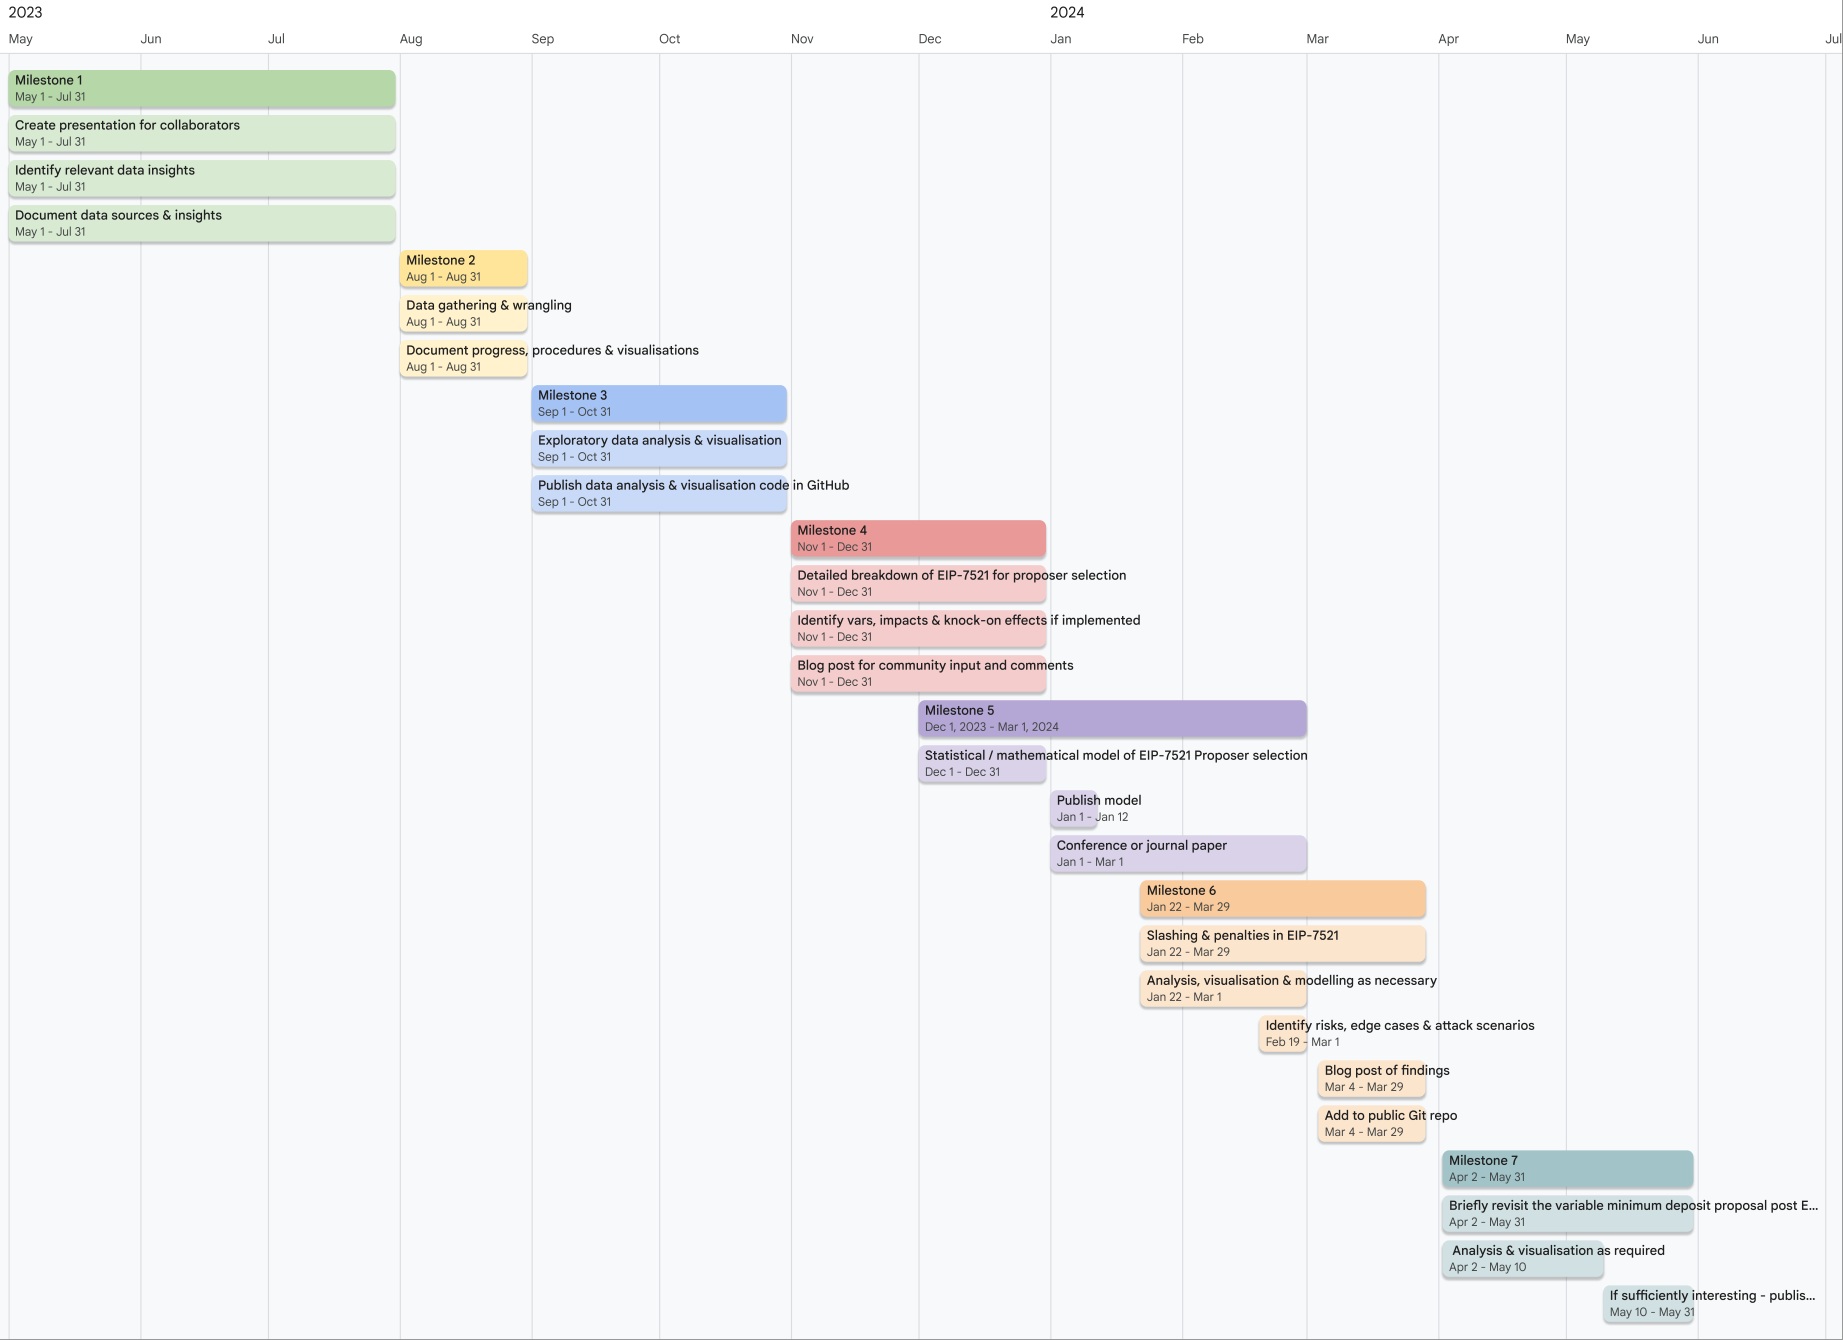 2023 2024
May Jun Jul Aug Sep Oct Nov Dec Jan Feb Mar Apr May Jun Jul
Milestone 1
May 1 - Jul 31
Create presentation for collaborators
May 1 - Jul 31
Identify relevant data insights
May 1 - Jul 31
Document data sources & insights
May 1 - Jul 31
Milestone 2
Aug 1 - Aug 31
Data gathering & wrangling
Aug 1 - Aug 31
Document progress, procedures & visualisations
Aug 1 - Aug 31
Milestone 3
Sep 1 - Oct 31
Exploratory data analysis & visualisation
Sep 1 - Oct 31
Publish data analysis & visualisation code in GitHub
Sep 1 - Oct 31
Milestone 4
Nov 1 - Dec 31
Detailed breakdown of EIP-7521 for proposer selection
Nov 1 - Dec 31
Identify vars, impacts & knock-on effects if implemented
Nov 1 - Dec 31
Blog post for community input and comments
Nov 1 - Dec 31
Milestone 5
Dec 1, 2023 - Mar 1, 2024
Statistical / mathematical model of EIP-7521 Proposer selection
Dec 1 - Dec 31
Publish model
Jan 1 - Jan 12
Conference or journal paper
Jan 1 - Mar 1
Milestone 6
Jan 22 - Mar 29
Slashing & penalties in EIP-7521
Jan 22 - Mar 29
Analysis, visualisation & modelling as necessary
Jan 22 - Mar 1
Identify risks, edge cases & attack scenarios
Feb 19 - Mar 1
Blog post of findings
Mar 4 - Mar 29
Add to public Git repo
Mar 4 - Mar 29
Milestone 7
Apr 2 - May 31
Briefly revisit the variable minimum deposit proposal post E...
Apr 2 - May 31
Analysis & visualisation as required
Apr 2 - May 10
If sufficiently interesting - publis...
May 10 - May 31